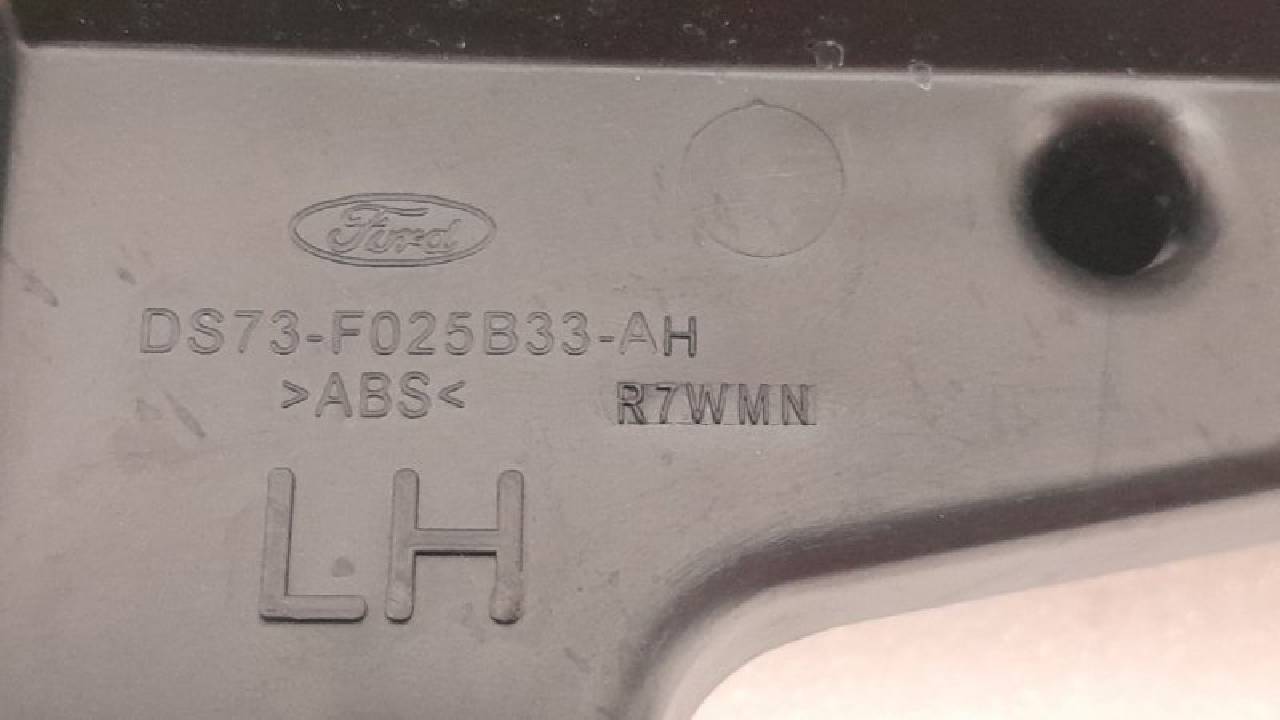 Ford
DS73-F025B33-AH
>ABS<
R7WMN
LH